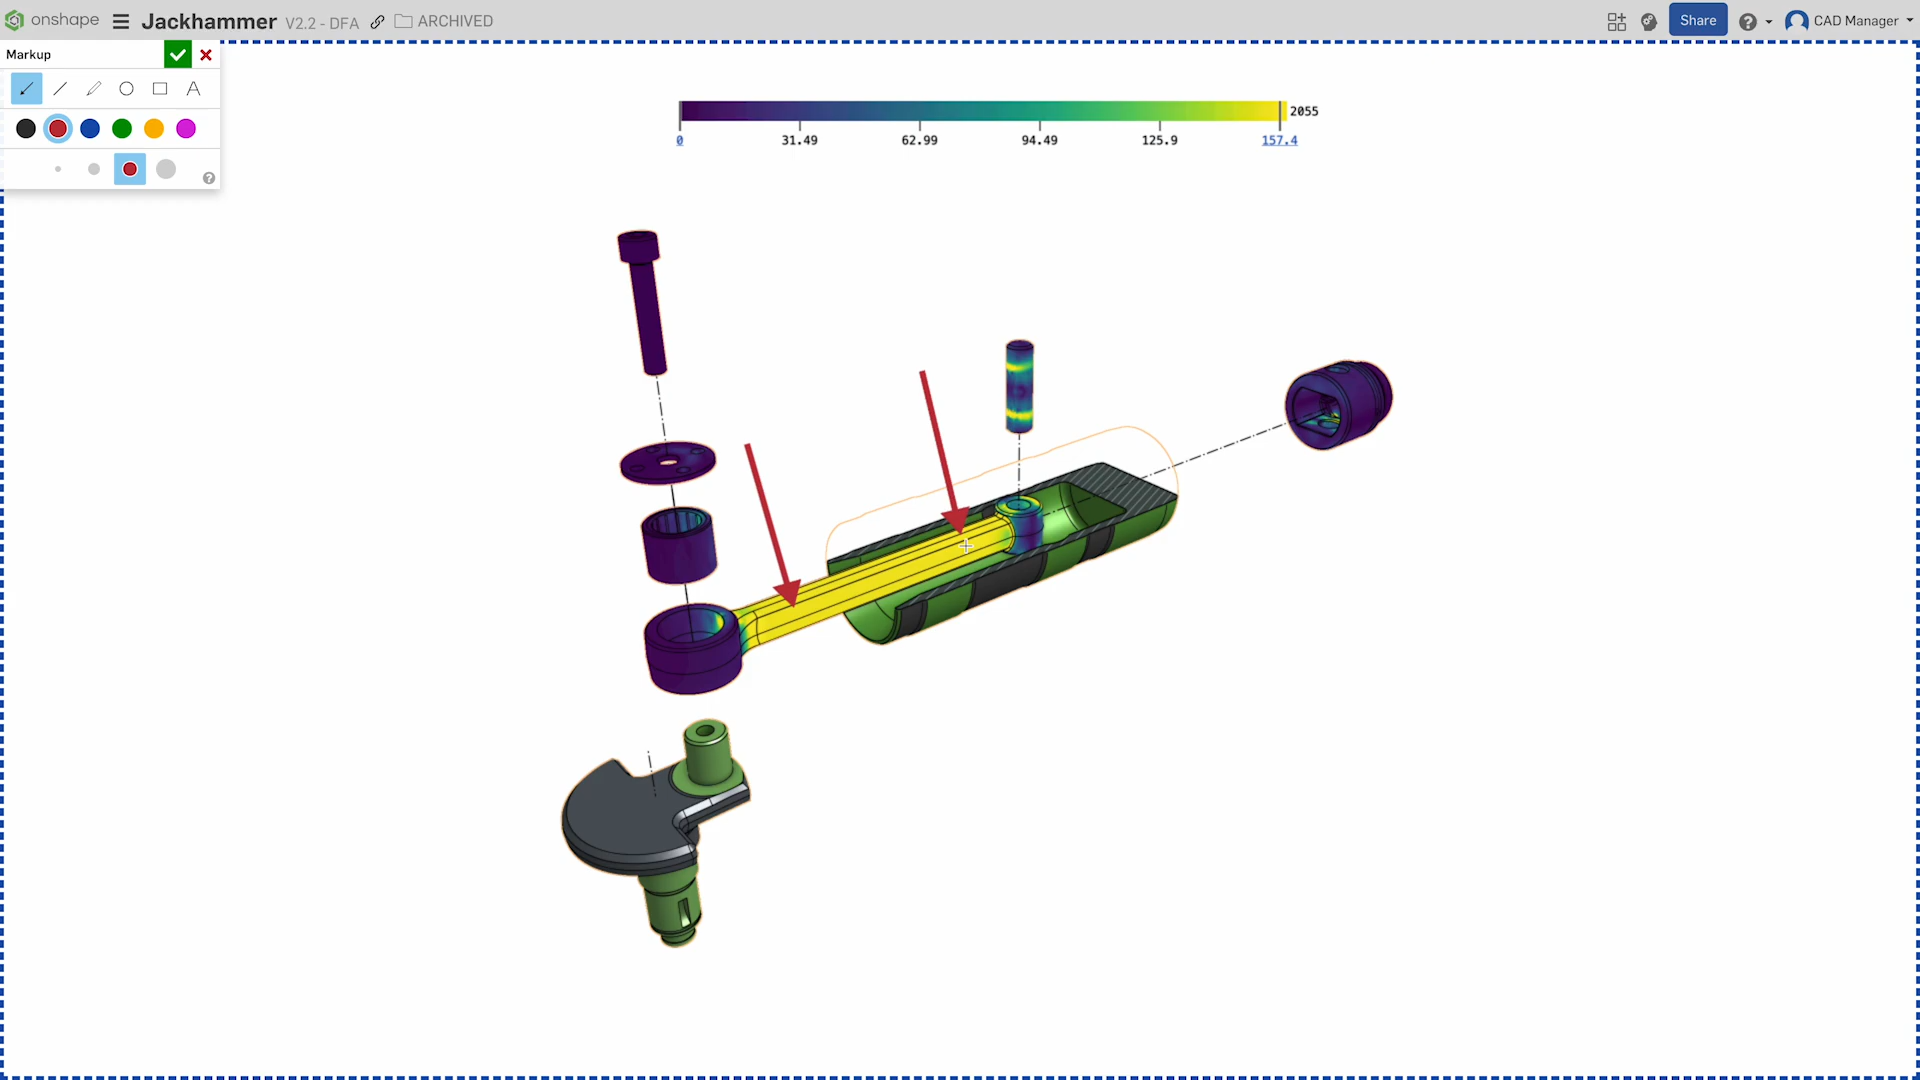 onshape Jackhammer V2.2 - DFA ARCHIVED Share CAD Manager
Markup
A
2055
0 31.49 62.99 94.49 125.9 157.4